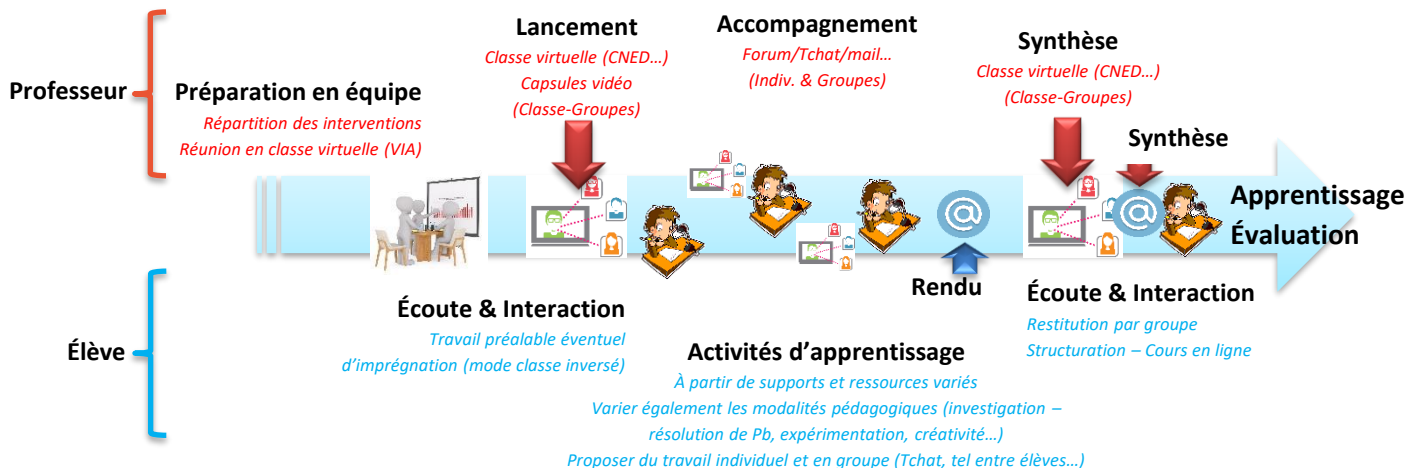 Professeur
Préparation en équipe
Répartition des interventions
Réunion en classe virtuelle (VIA)
Lancement
Classe virtuelle (CNED…)
Capsules vidéo
(Classe-Groupes)
Accompagnement
Forum/Tchat/mail…
(Indiv. & Groupes)
Synthèse
Classe virtuelle (CNED…)
(Classe-Groupes)
Synthèse
@
@
Apprentissage
Évaluation
Élève
Écoute & Interaction
Travail préalable éventuel
d’imprégnation (mode classe inversé)
Activités d’apprentissage
À partir de supports et ressources variés
Varier également les modalités pédagogiques (investigation –
résolution de Pb, expérimentation, créativité…)
Proposer du travail individuel et en groupe (Tchat, tel entre élèves…)
Rendu
Écoute & Interaction
Restitution par groupe
Structuration – Cours en ligne